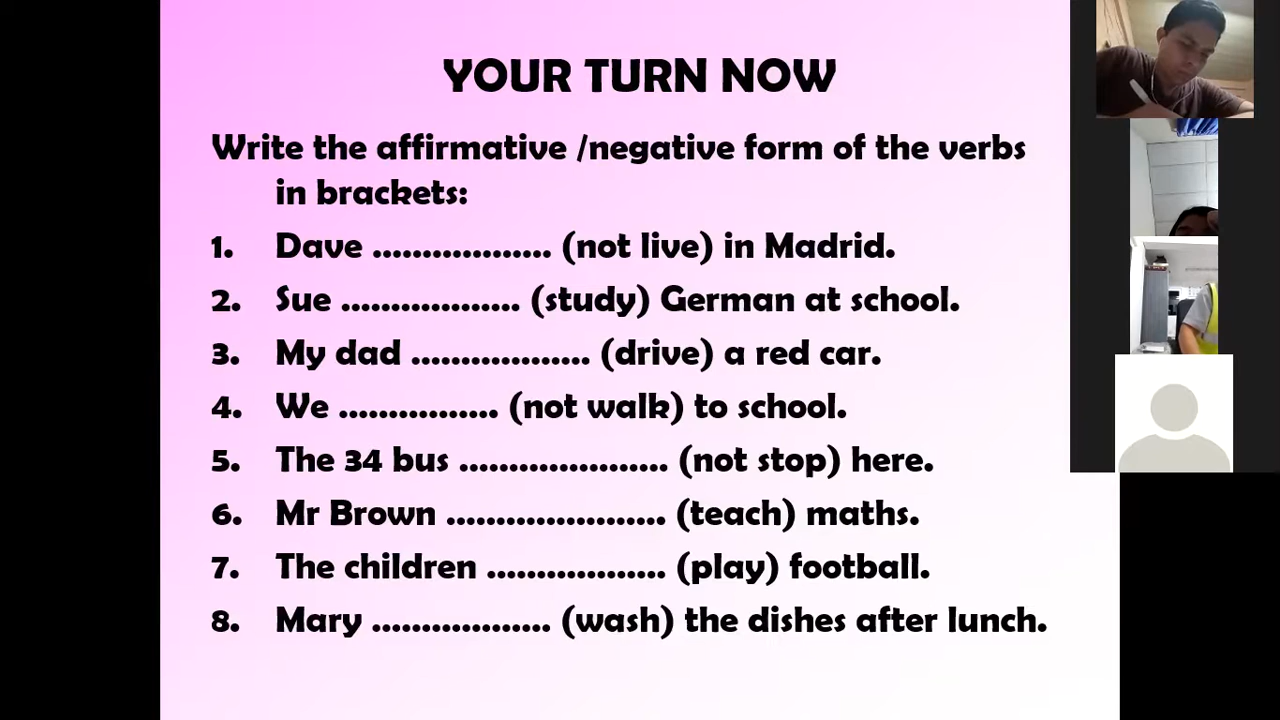 YOUR TURN NOW
Write the affirmative /negative form of the verbs
in brackets:
1. Dave .................. (not live) in Madrid.
2. Sue .................. (study) German at school.
3. My dad .................. (drive) a red car.
4. We ................ (not walk) to school.
5. The 34 bus ..................... (not stop) here.
6. Mr Brown ...................... (teach) maths.
7. The children .................. (play) football.
8. Mary .................. (wash) the dishes after lunch.